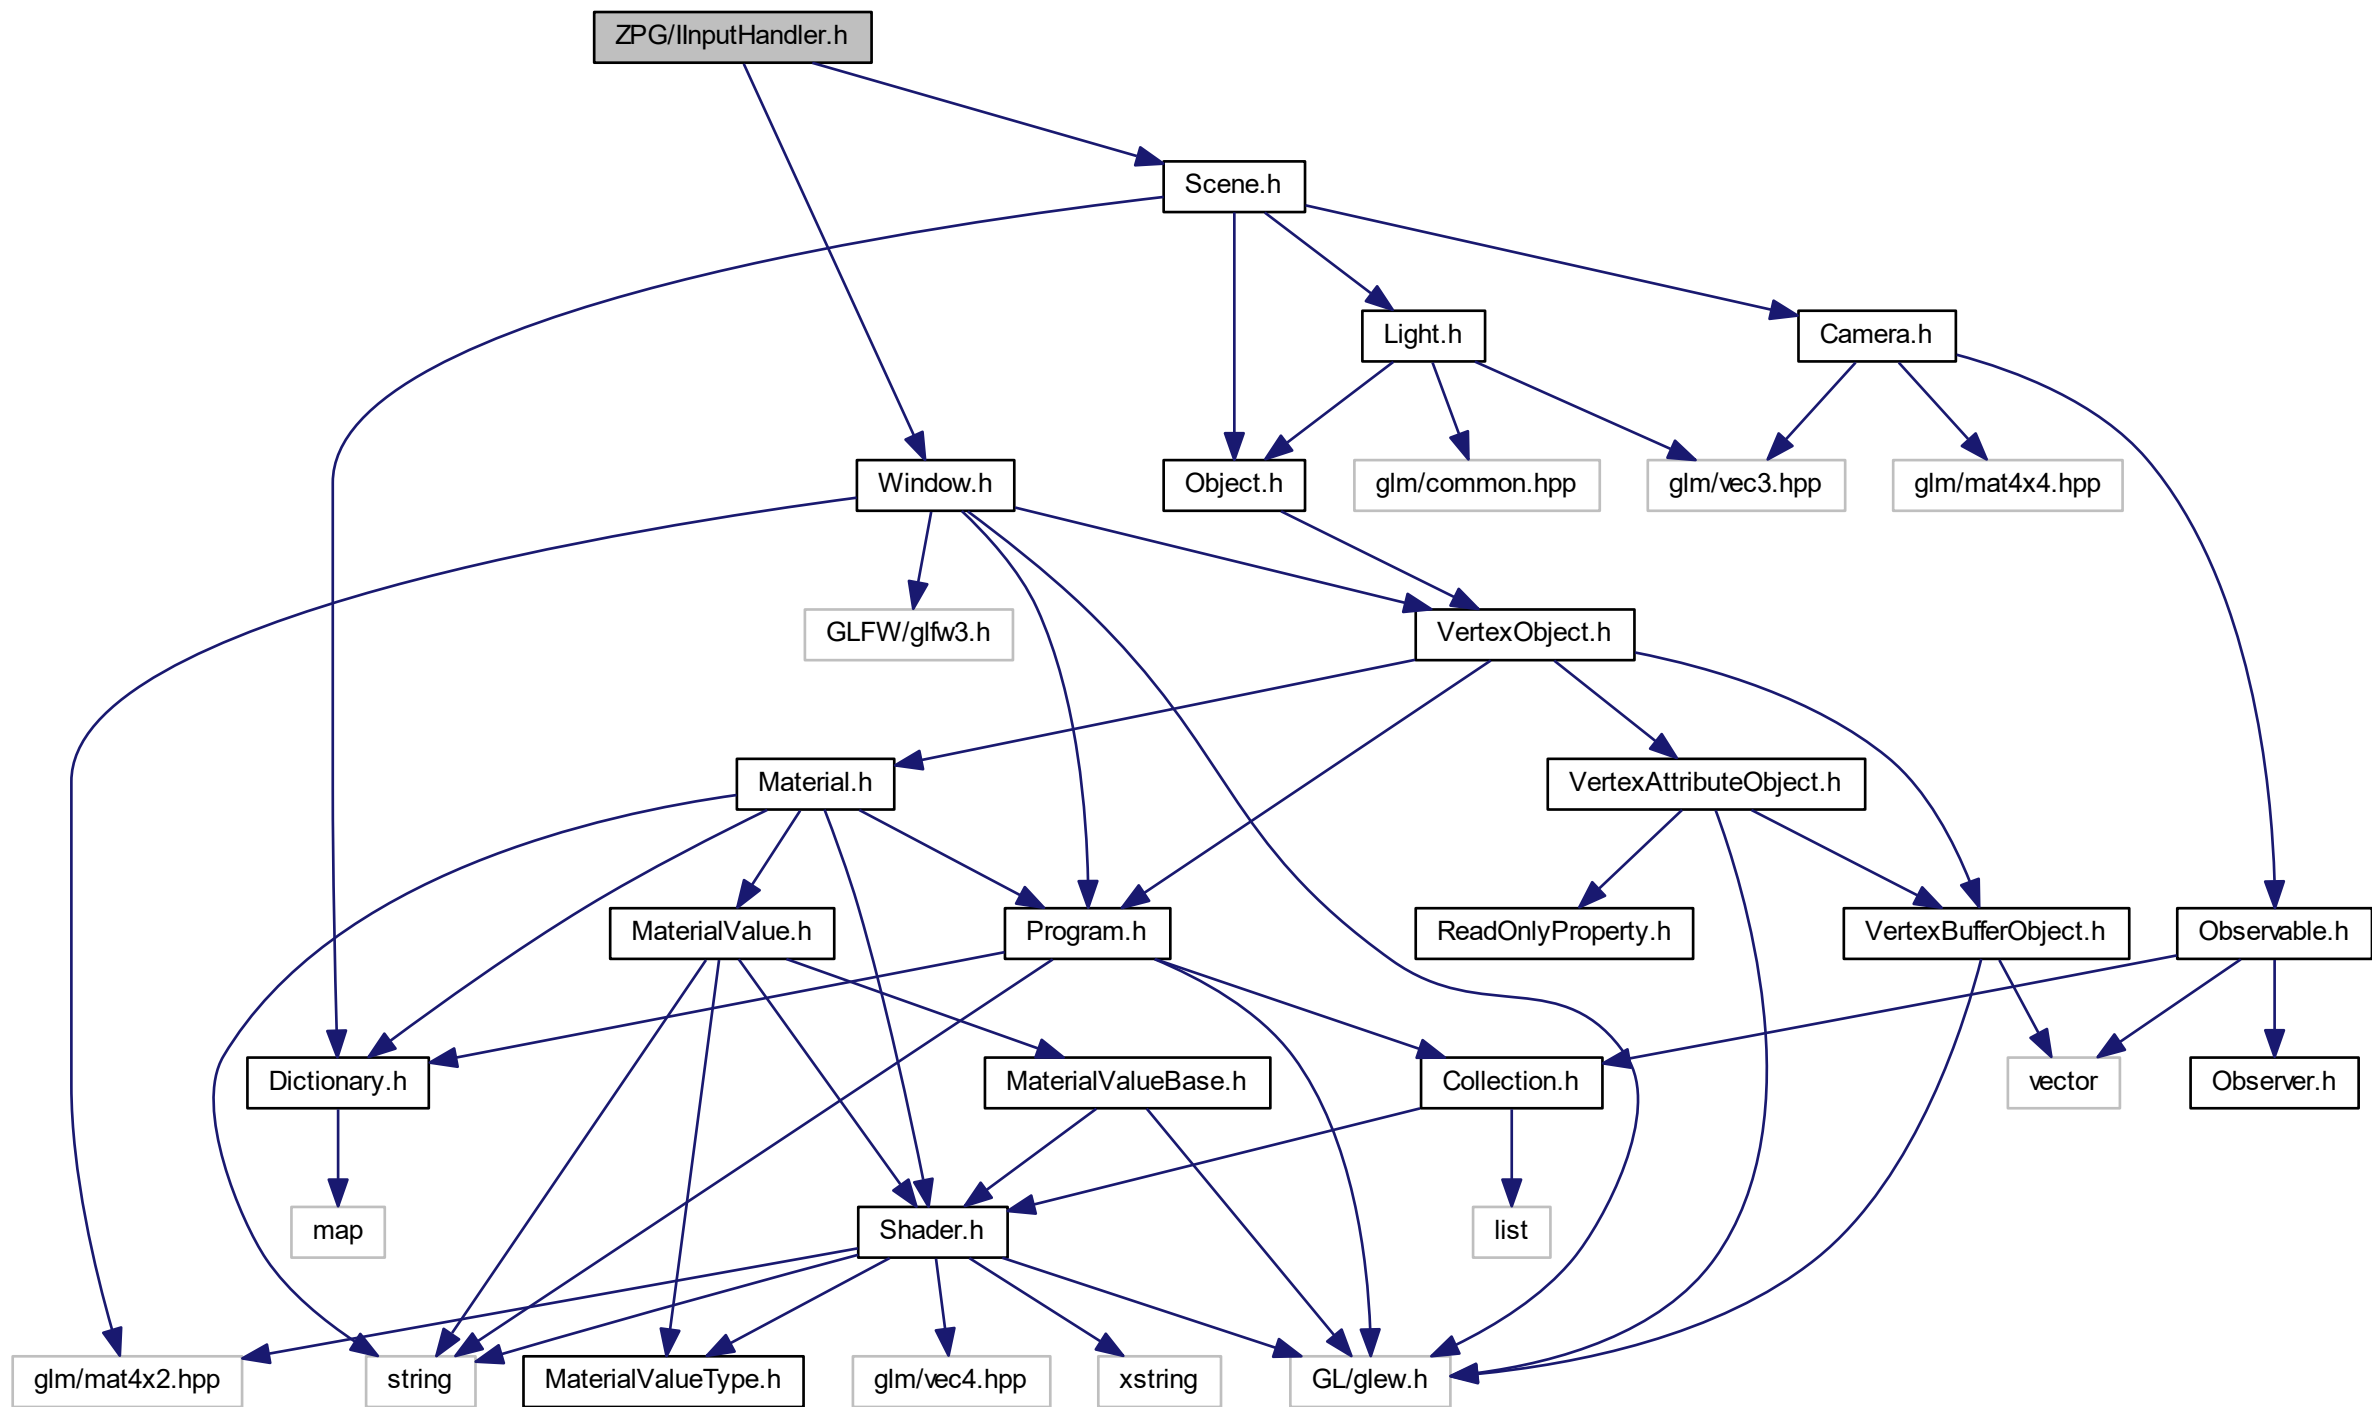 ZPG/IInputHandler.h
Scene.h
Light.h
Camera.h
Window.h
Object.h
glm/common.hpp
glm/vec3.hpp
glm/mat4x4.hpp
GLFW/glfw3.h
VertexObject.h
Material.h
VertexAttributeObject.h
MaterialValue.h
Program.h
ReadOnlyProperty.h
VertexBufferObject.h
Observable.h
Dictionary.h
MaterialValueBase.h
Collection.h
vector
Observer.h
map
Shader.h
list
glm/mat4x2.hpp
string
MaterialValueType.h
glm/vec4.hpp
xstring
GL/glew.h